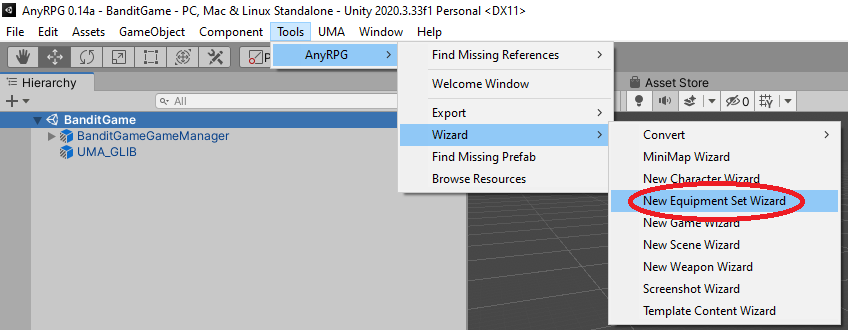 AnyRPG 0.14a - BanditGame - PC, Mac & Linux Standalone - Unity 2020.3.33f1 Personal <DX11>
File Edit Assets GameObject Component Tools UMA Window Help
AnyRPG
Find Missing References
Welcome Window
Export
Wizard
Find Missing Prefab
Browse Resources
Hierarchy
All
BanditGame
BanditGameGameManager
UMA_GLIB
Asset Store
0
Convert
MiniMap Wizard
New Character Wizard
New Equipment Set Wizard
New Game Wizard
New Scene Wizard
New Weapon Wizard
Screenshot Wizard
Template Content Wizard